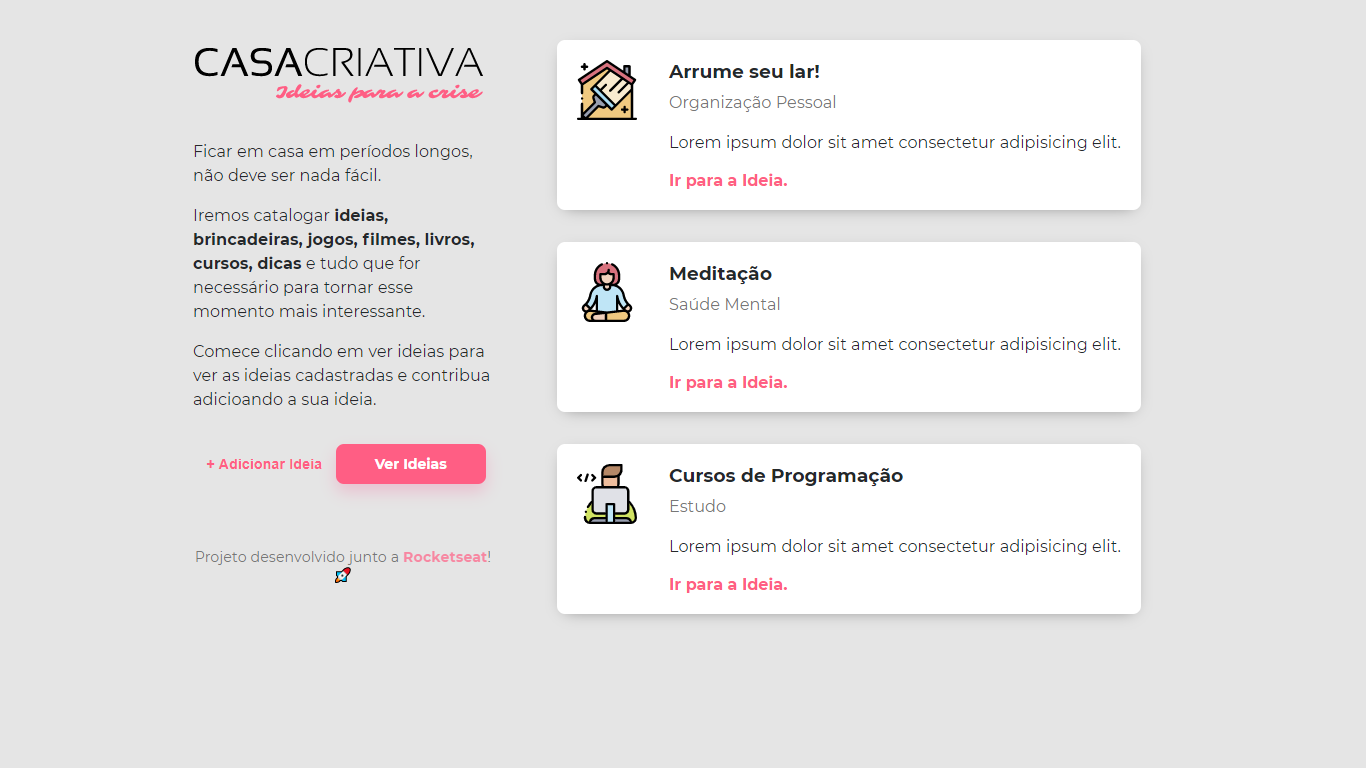 CASACRIATIVA
Ideias para a crise
Ficar em casa em períodos longos,
não deve ser nada fácil.
Iremos catalogar ideias,
brincadeiras, jogos, filmes, livros,
cursos, dicas e tudo que for
necessário para tornar esse
momento mais interessante.
Comece clicando em ver ideias para
ver as ideias cadastradas e contribua
adicioando a sua ideia.
+ Adicionar Ideia
Ver Ideias
Projeto desenvolvido junto a Rocketseat!
Arrume seu lar!
Organização Pessoal
Lorem ipsum dolor sit amet consectetur adipisicing elit.
Ir para a Ideia.
Meditação
Saúde Mental
Lorem ipsum dolor sit amet consectetur adipisicing elit.
Ir para a Ideia.
Cursos de Programação
Estudo
Lorem ipsum dolor sit amet consectetur adipisicing elit.
Ir para a Ideia.